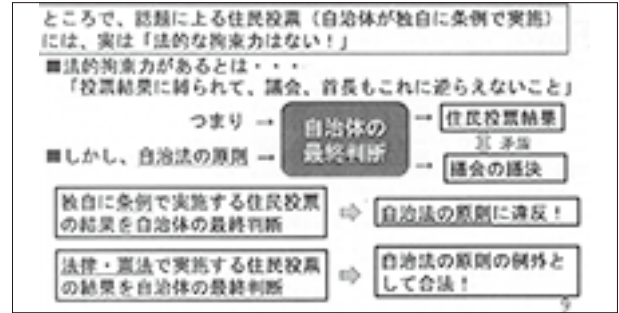 ところで、話題による住民投票（自治体が独自に条例で実施）
には、実は「法的な拘束力はない！」
■法的拘束力があるとは・・・
「投票結果に縛られて、議会、首長もこれに逆らえないこと」
つまり → 自治体の最終判断 → 住民投票結果
矛盾
■しかし、自治法の原則 → 議会の議決
独自に条例で実施する住民投票
の結果を自治体の最終判断
⇨ 自治法の原則に違反！
法律・憲法で実施する住民投票
の結果を自治体の最終判断
⇨ 自治法の原則の例外と
して合法！
9